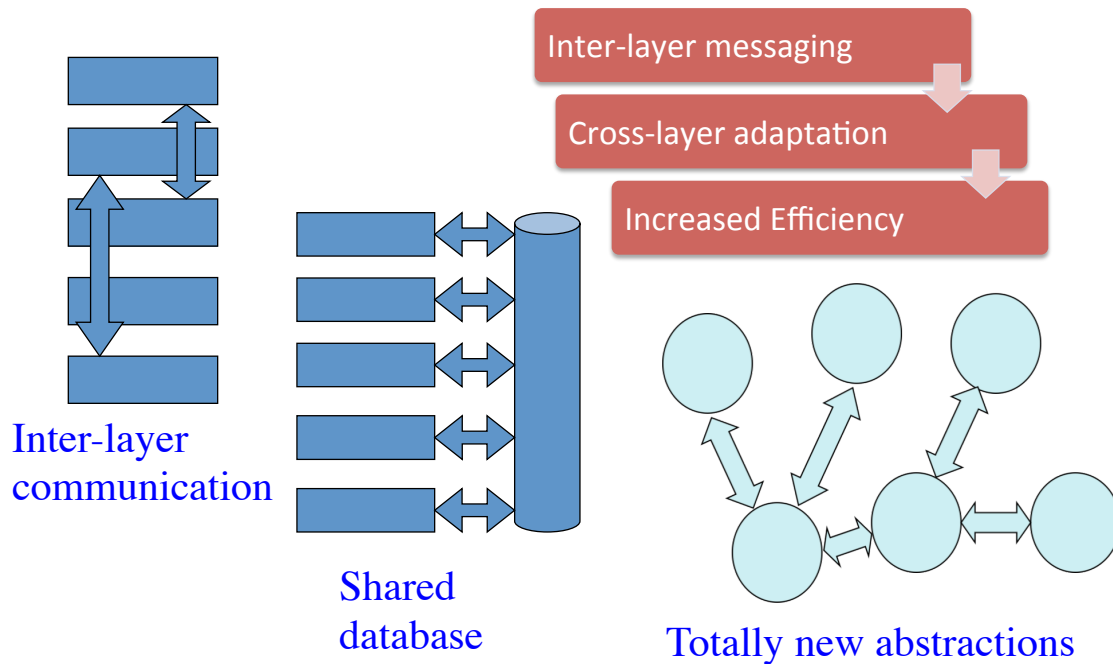 Inter-layer messaging
Cross-layer adaptation
Increased Efficiency
Inter-layer
communication
Shared
database
Totally new abstractions